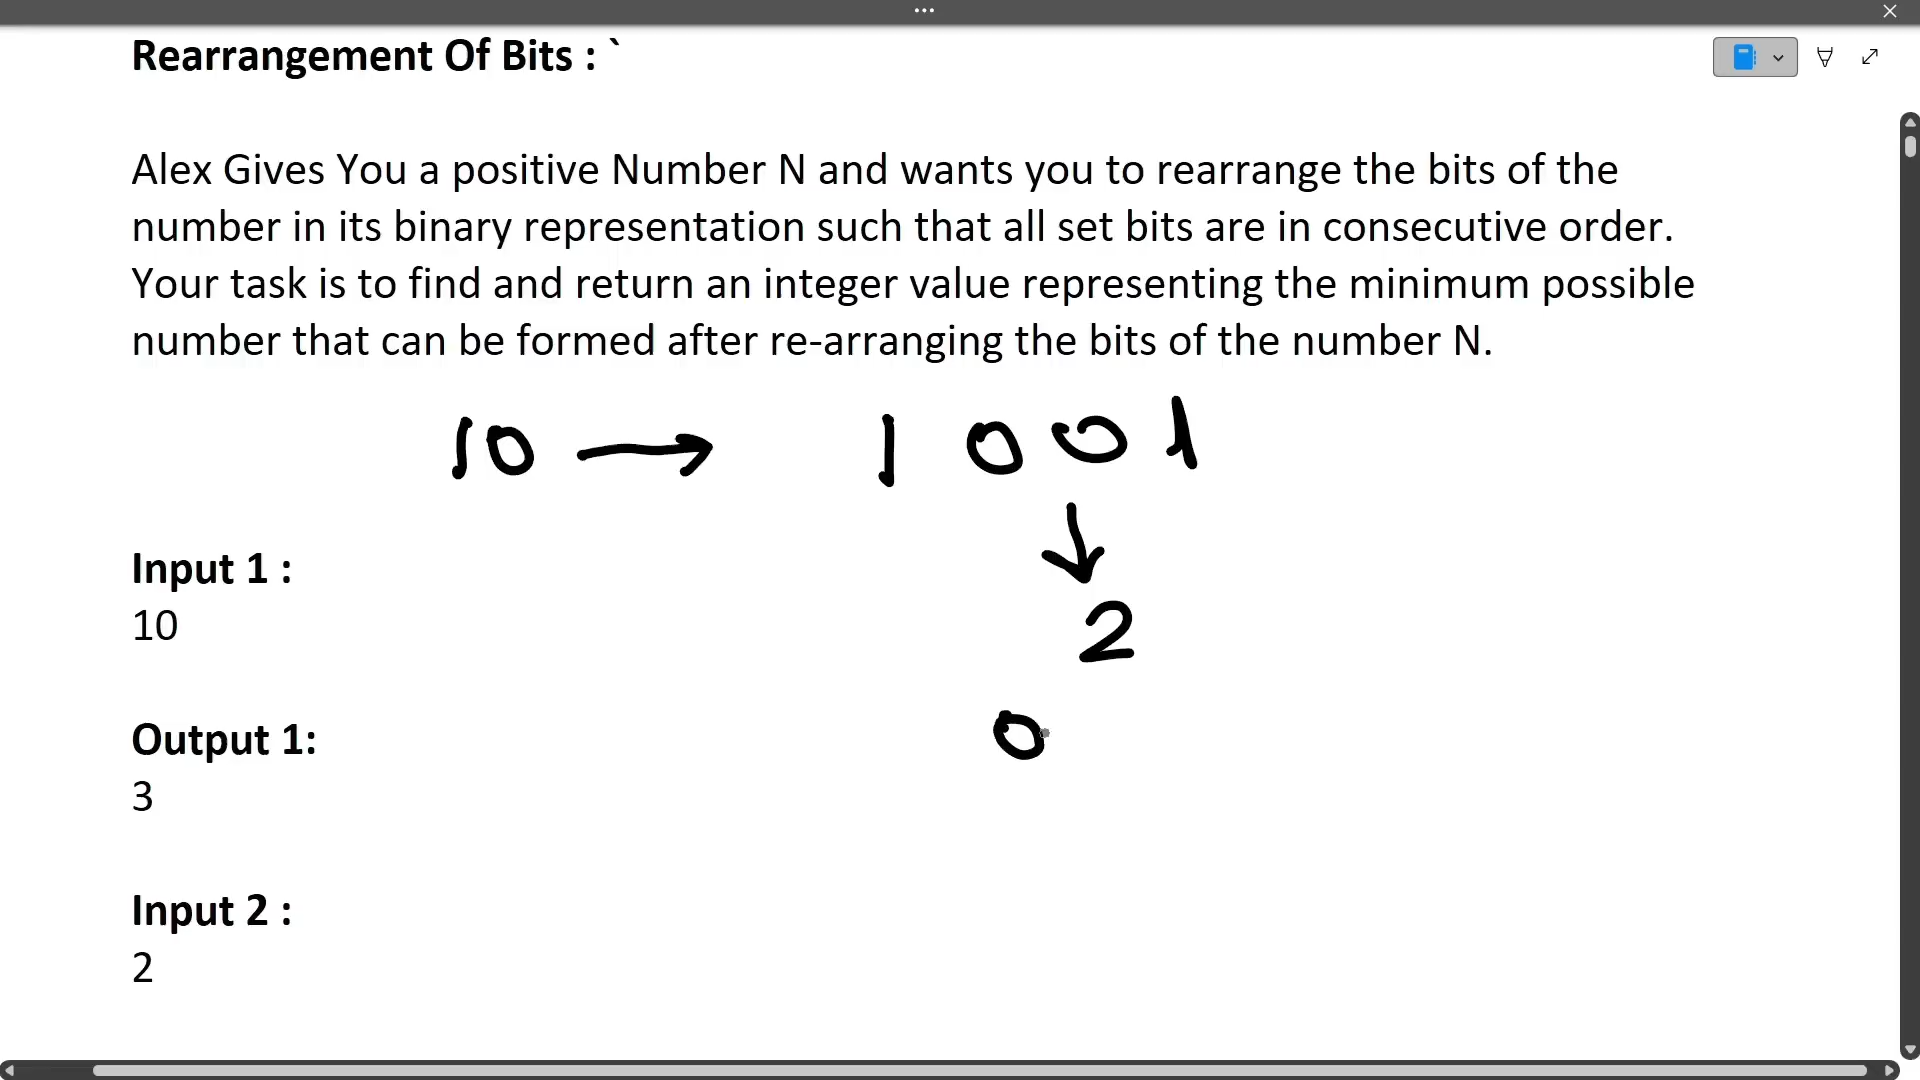 Rearrangement Of Bits : `
Alex Gives You a positive Number N and wants you to rearrange the bits of the
number in its binary representation such that all set bits are in consecutive order.
Your task is to find and return an integer value representing the minimum possible
number that can be formed after re-arranging the bits of the number N.
10 → 1 0 0 1
↓
2
0
Input 1 :
10
Output 1:
3
Input 2 :
2